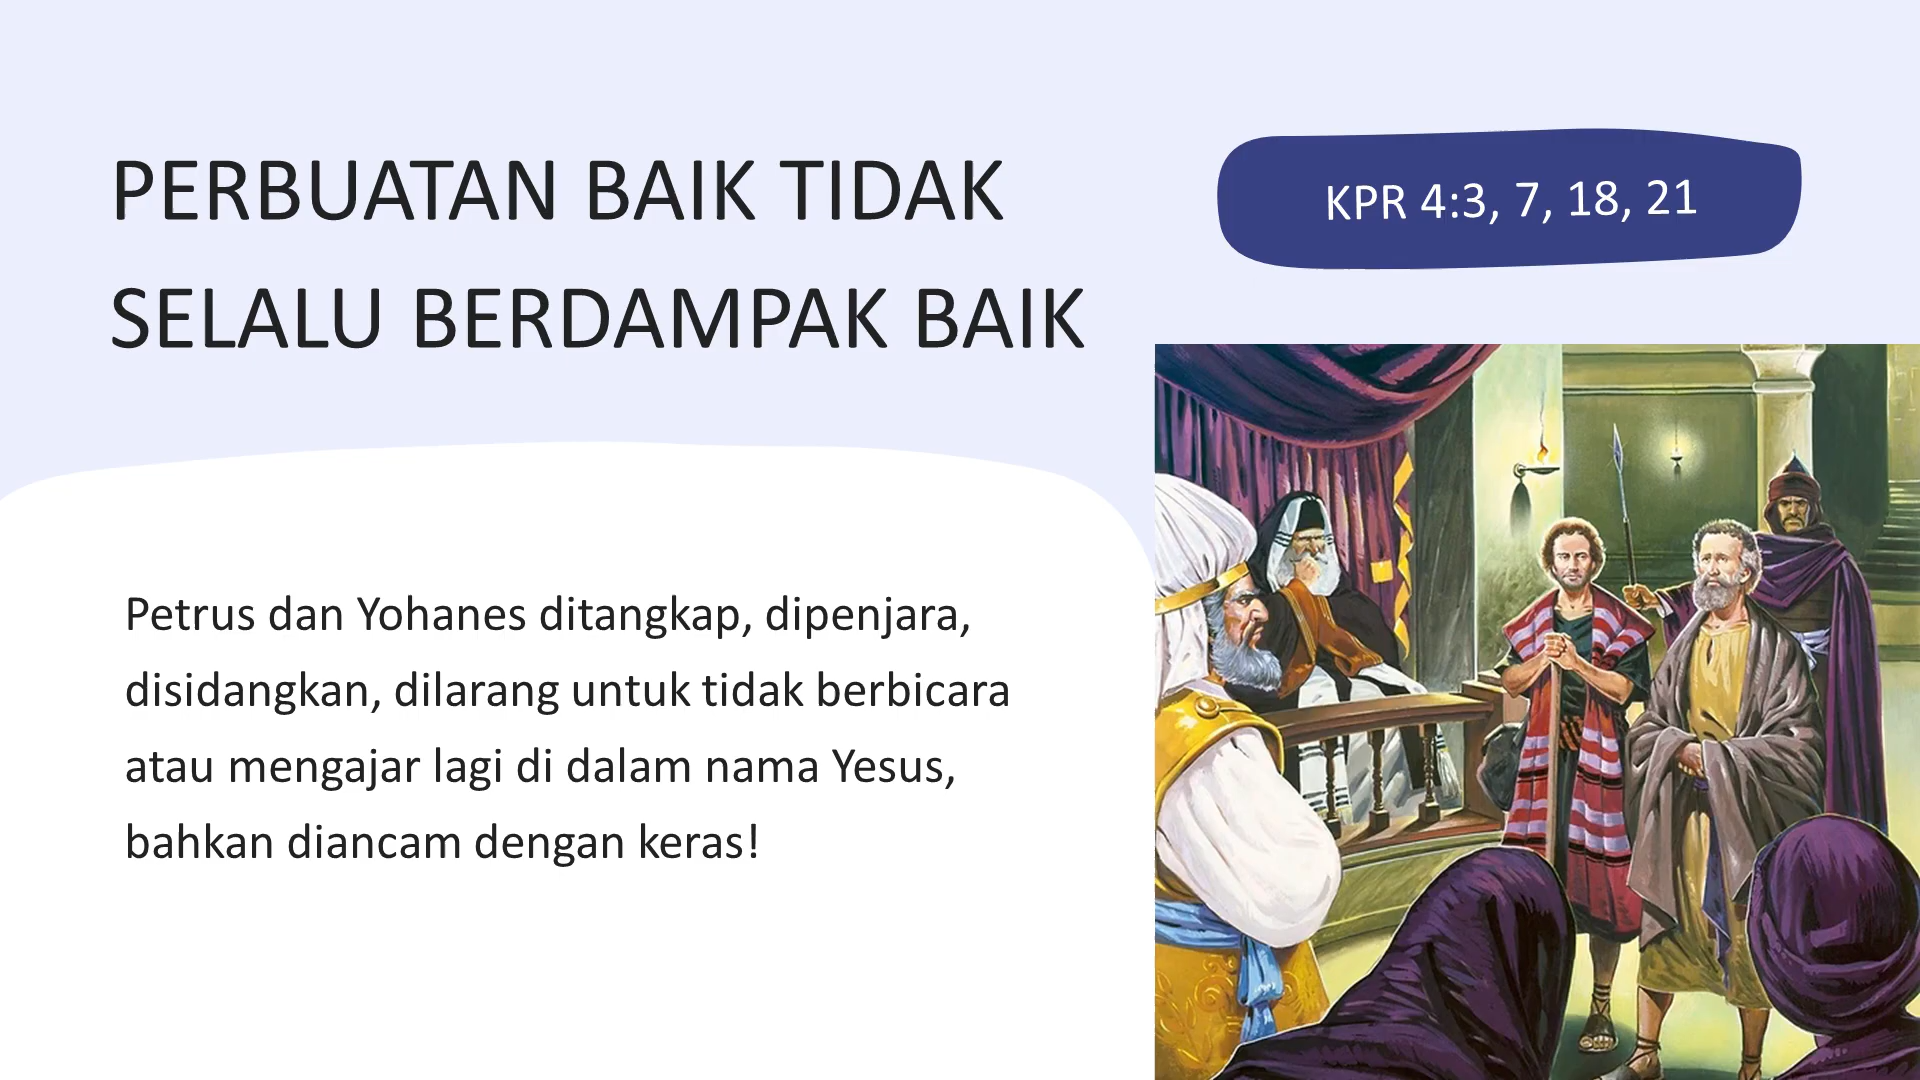 PERBUATAN BAIK TIDAK
SELALU BERDAMPAK BAIK
KPR 4:3, 7, 18, 21
Petrus dan Yohanes ditangkap, dipenjara,
disidangkan, dilarang untuk tidak berbicara
atau mengajar lagi di dalam nama Yesus,
bahkan diancam dengan keras!